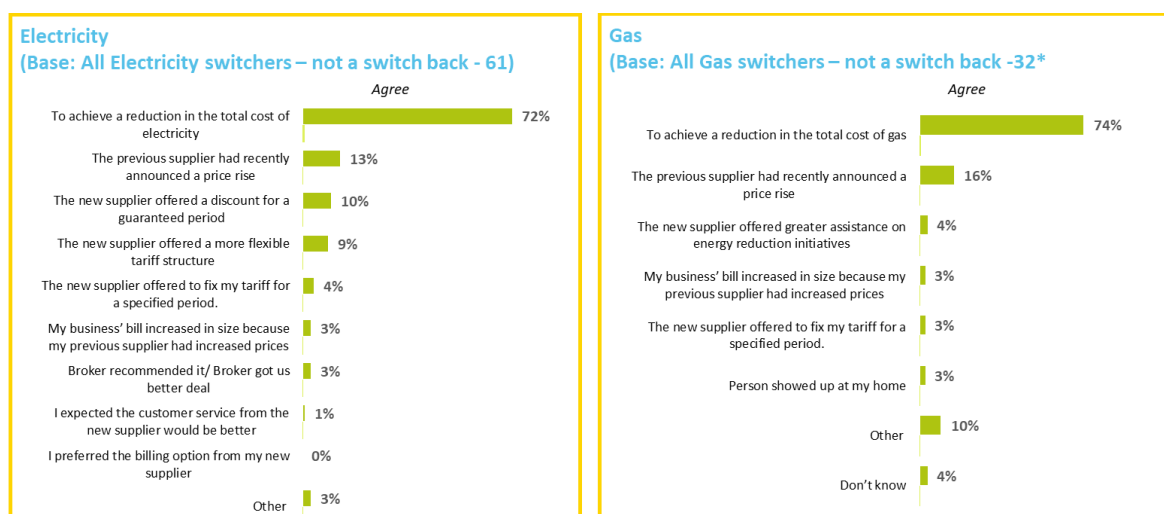 Electricity
(Base: All Electricity switchers – not a switch back - 61)
Agree
To achieve a reduction in the total cost of
electricity
72%
The previous supplier had recently
announced a price rise
13%
The new supplier offered a discount for a
guaranteed period
10%
The new supplier offered a more flexible
tariff structure
9%
The new supplier offered to fix my tariff for
a specified period.
4%
My business’ bill increased in size because
my previous supplier had increased prices
3%
Broker recommended it/ Broker got us
better deal
3%
I expected the customer service from the
new supplier would be better
1%
I preferred the billing option from my new
supplier
0%
Other
3%
Gas
(Base: All Gas switchers – not a switch back -32*
Agree
To achieve a reduction in the total cost of gas
74%
The previous supplier had recently announced a
price rise
16%
The new supplier offered greater assistance on
energy reduction initiatives
4%
My business’ bill increased in size because my
previous supplier had increased prices
3%
The new supplier offered to fix my tariff for a
specified period.
3%
Person showed up at my home
3%
Other
10%
Don’t know
4%